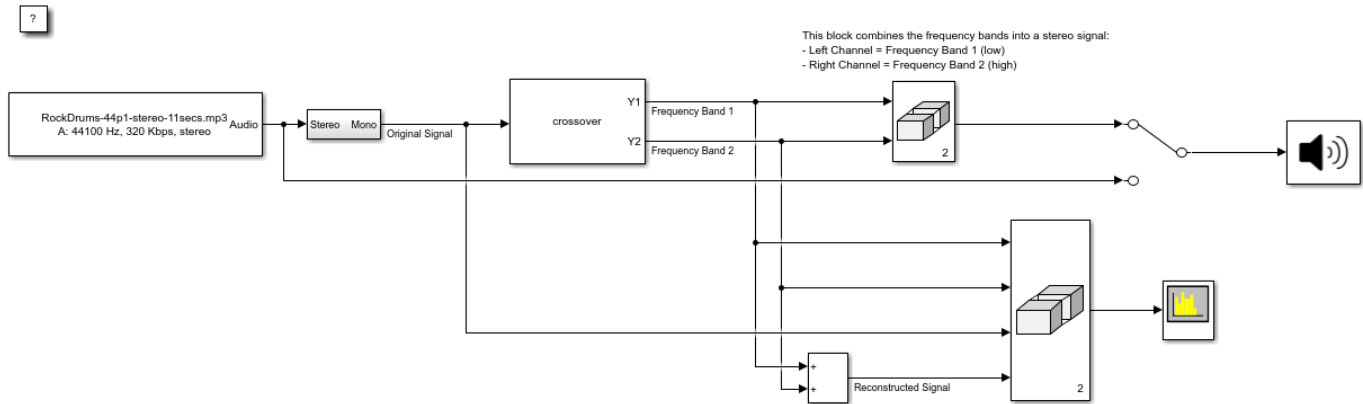 ?
This block combines the frequency bands into a stereo signal:
- Left Channel = Frequency Band 1 (low)
- Right Channel = Frequency Band 2 (high)
RockDrums-44p1-stereo-11secs.mp3
A: 44100 Hz, 320 Kbps, stereo
Audio
Stereo Mono
Original Signal
crossover
Y1
Y2
Frequency Band 1
Frequency Band 2
2
+
+
Reconstructed Signal
2